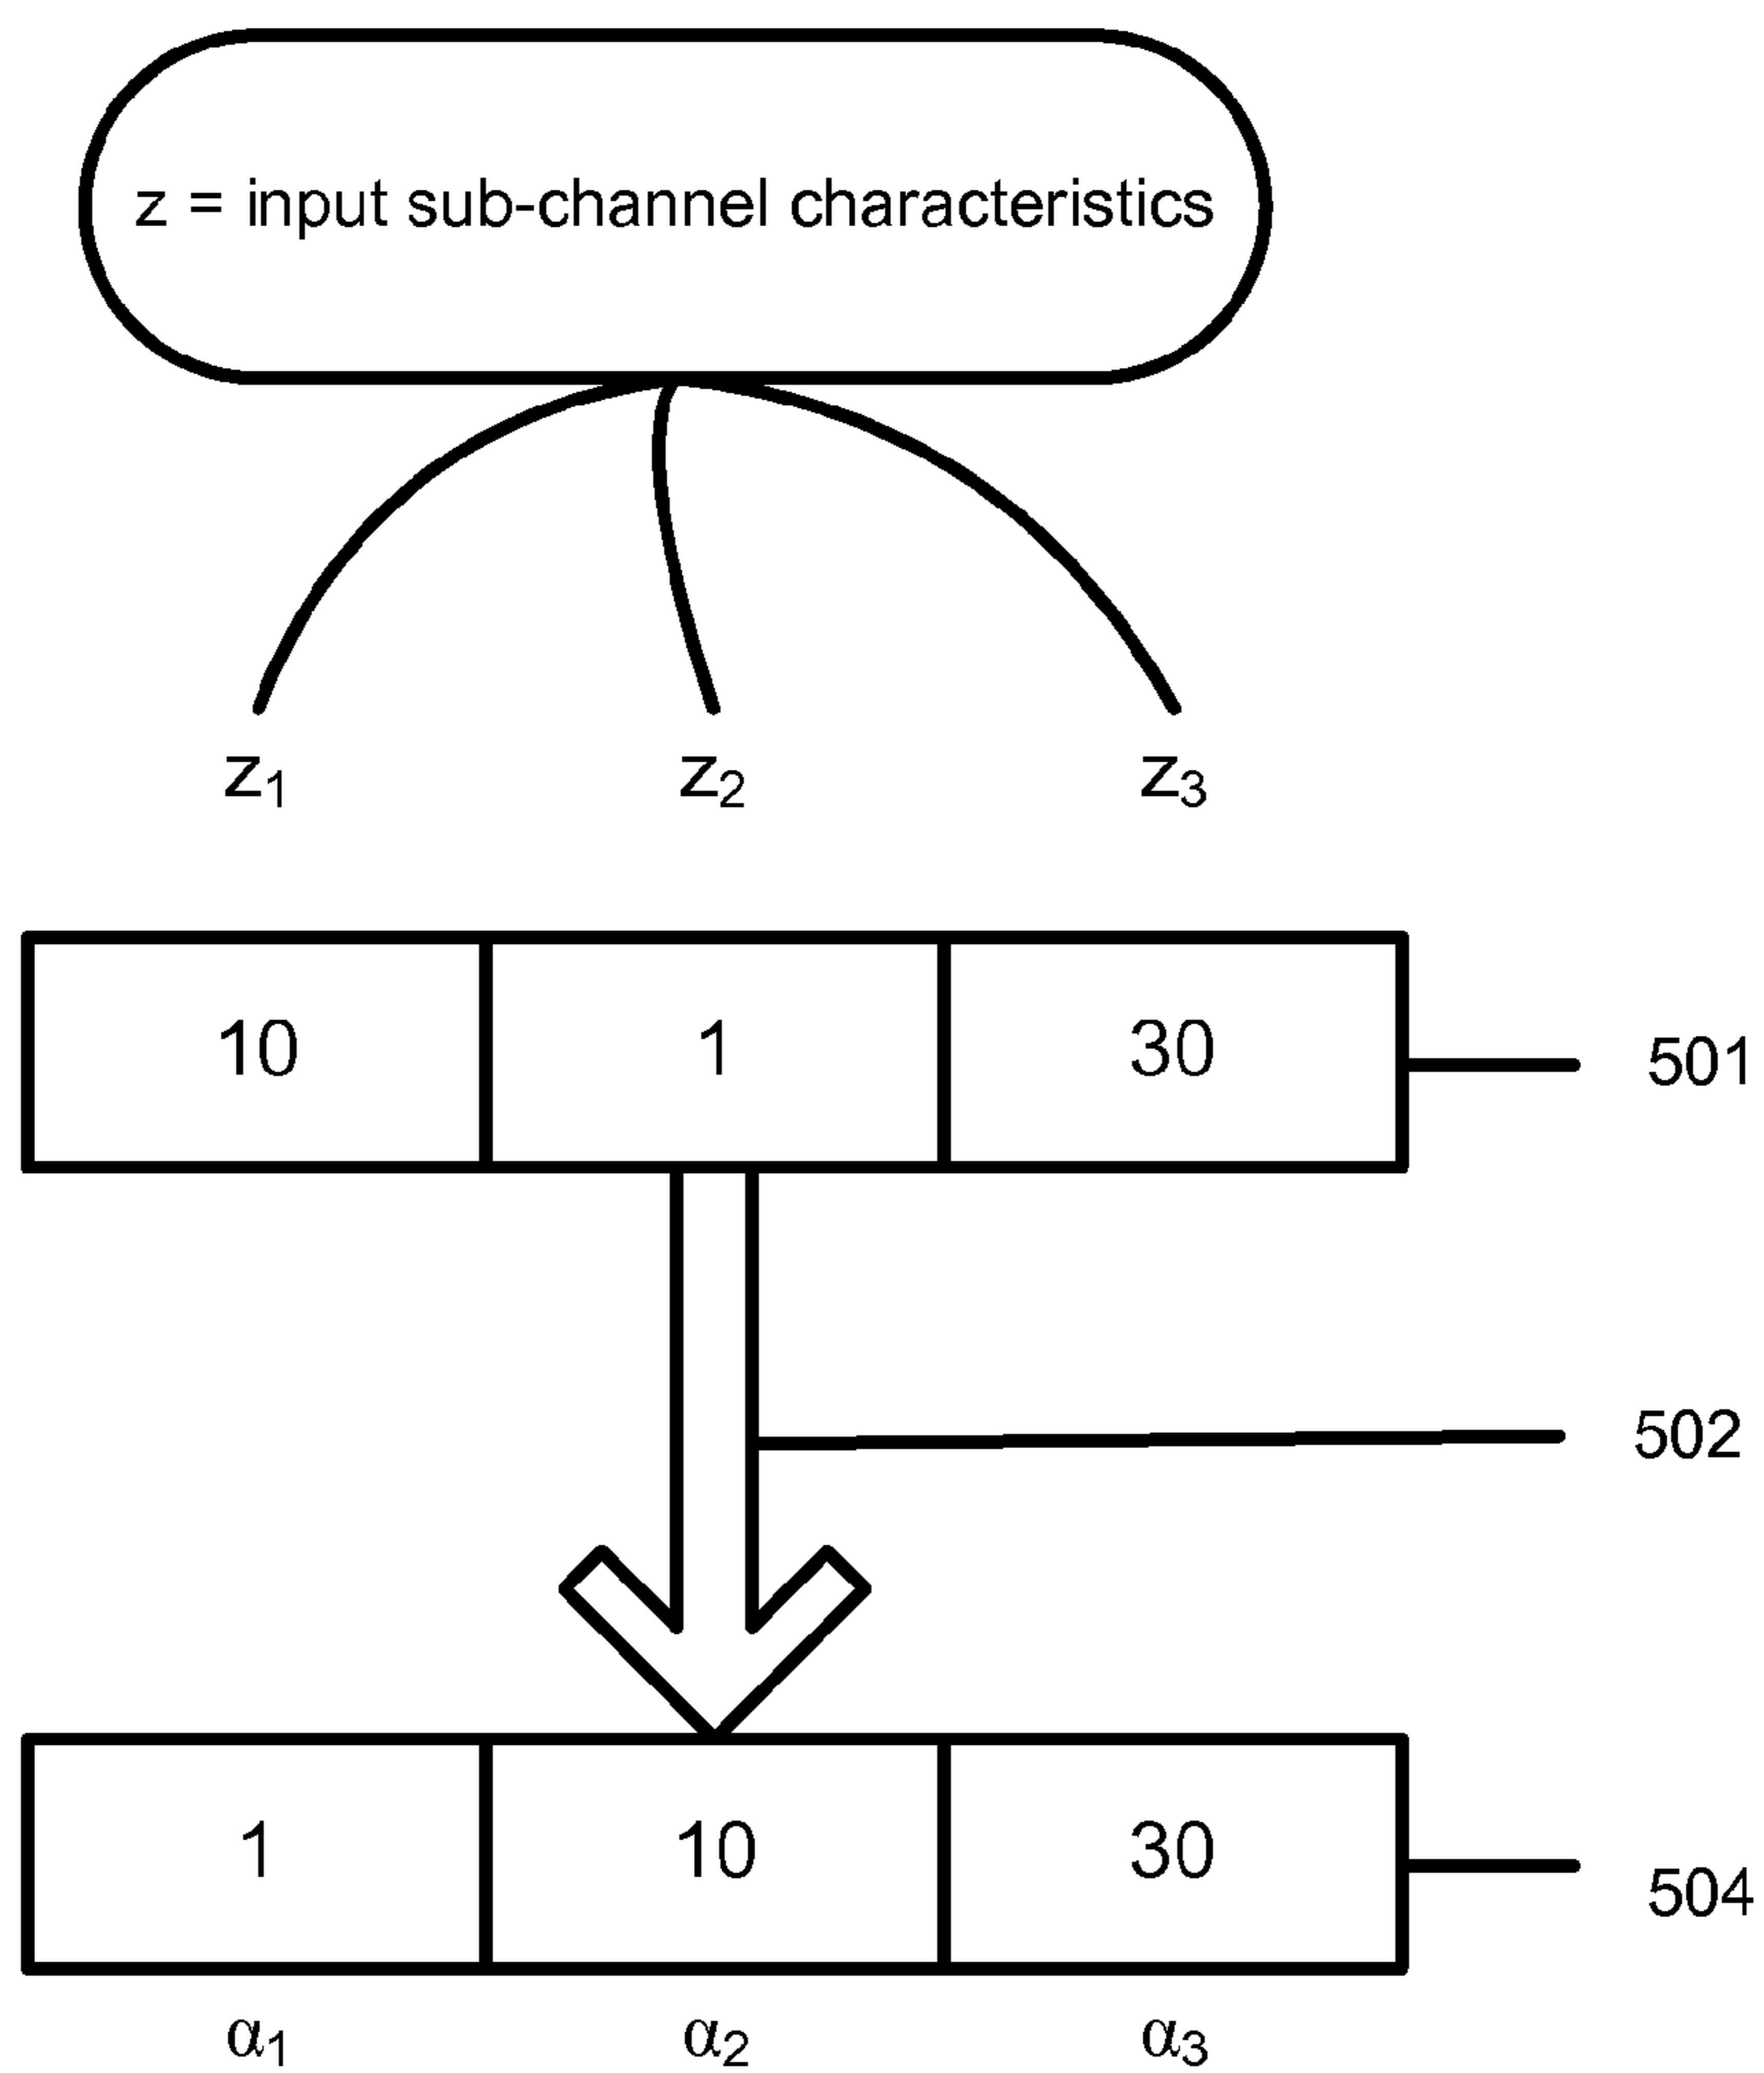 z = input sub-channel characteristics
z1 z2 z3
10 1 30 501
502
1 10 30 504
α1 α2 α3